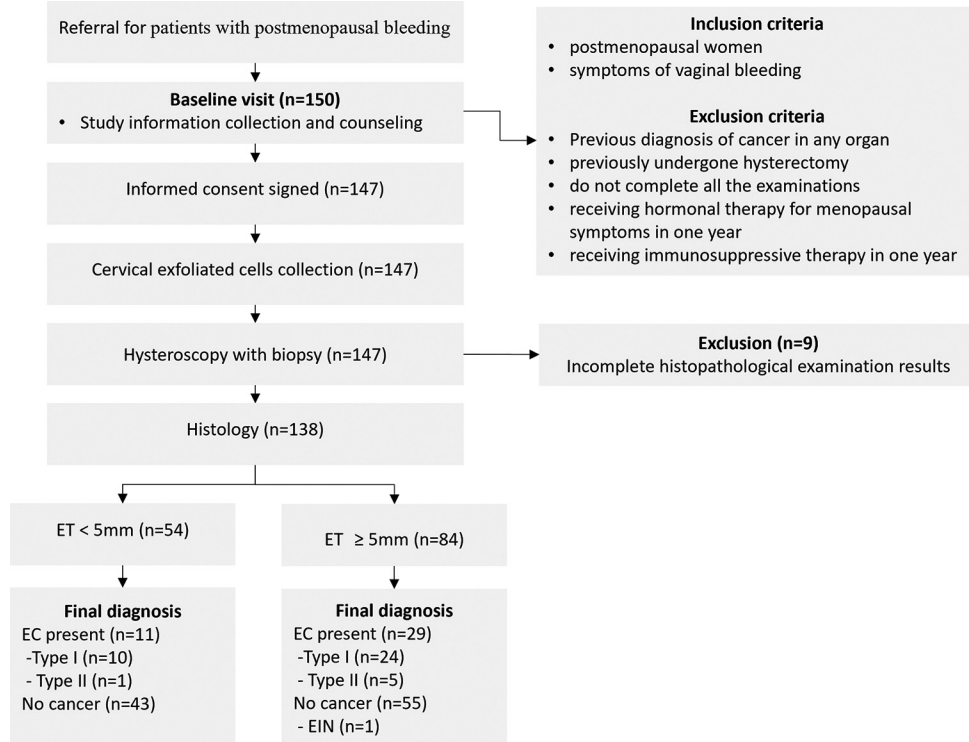 Referral for patients with postmenopausal bleeding
Baseline visit (n=150)
• Study information collection and counseling
Inclusion criteria
• postmenopausal women
• symptoms of vaginal bleeding
Exclusion criteria
• Previous diagnosis of cancer in any organ
• previously undergone hysterectomy
• do not complete all the examinations
• receiving hormonal therapy for menopausal
symptoms in one year
• receiving immunosuppressive therapy in one year
Informed consent signed (n=147)
Cervical exfoliated cells collection (n=147)
Hysteroscopy with biopsy (n=147)
Exclusion (n=9)
Incomplete histopathological examination results
Histology (n=138)
ET < 5mm (n=54)
ET ≥ 5mm (n=84)
Final diagnosis
EC present (n=11)
-Type I (n=10)
- Type II (n=1)
No cancer (n=43)
Final diagnosis
EC present (n=29)
-Type I (n=24)
- Type II (n=5)
No cancer (n=55)
- EIN (n=1)